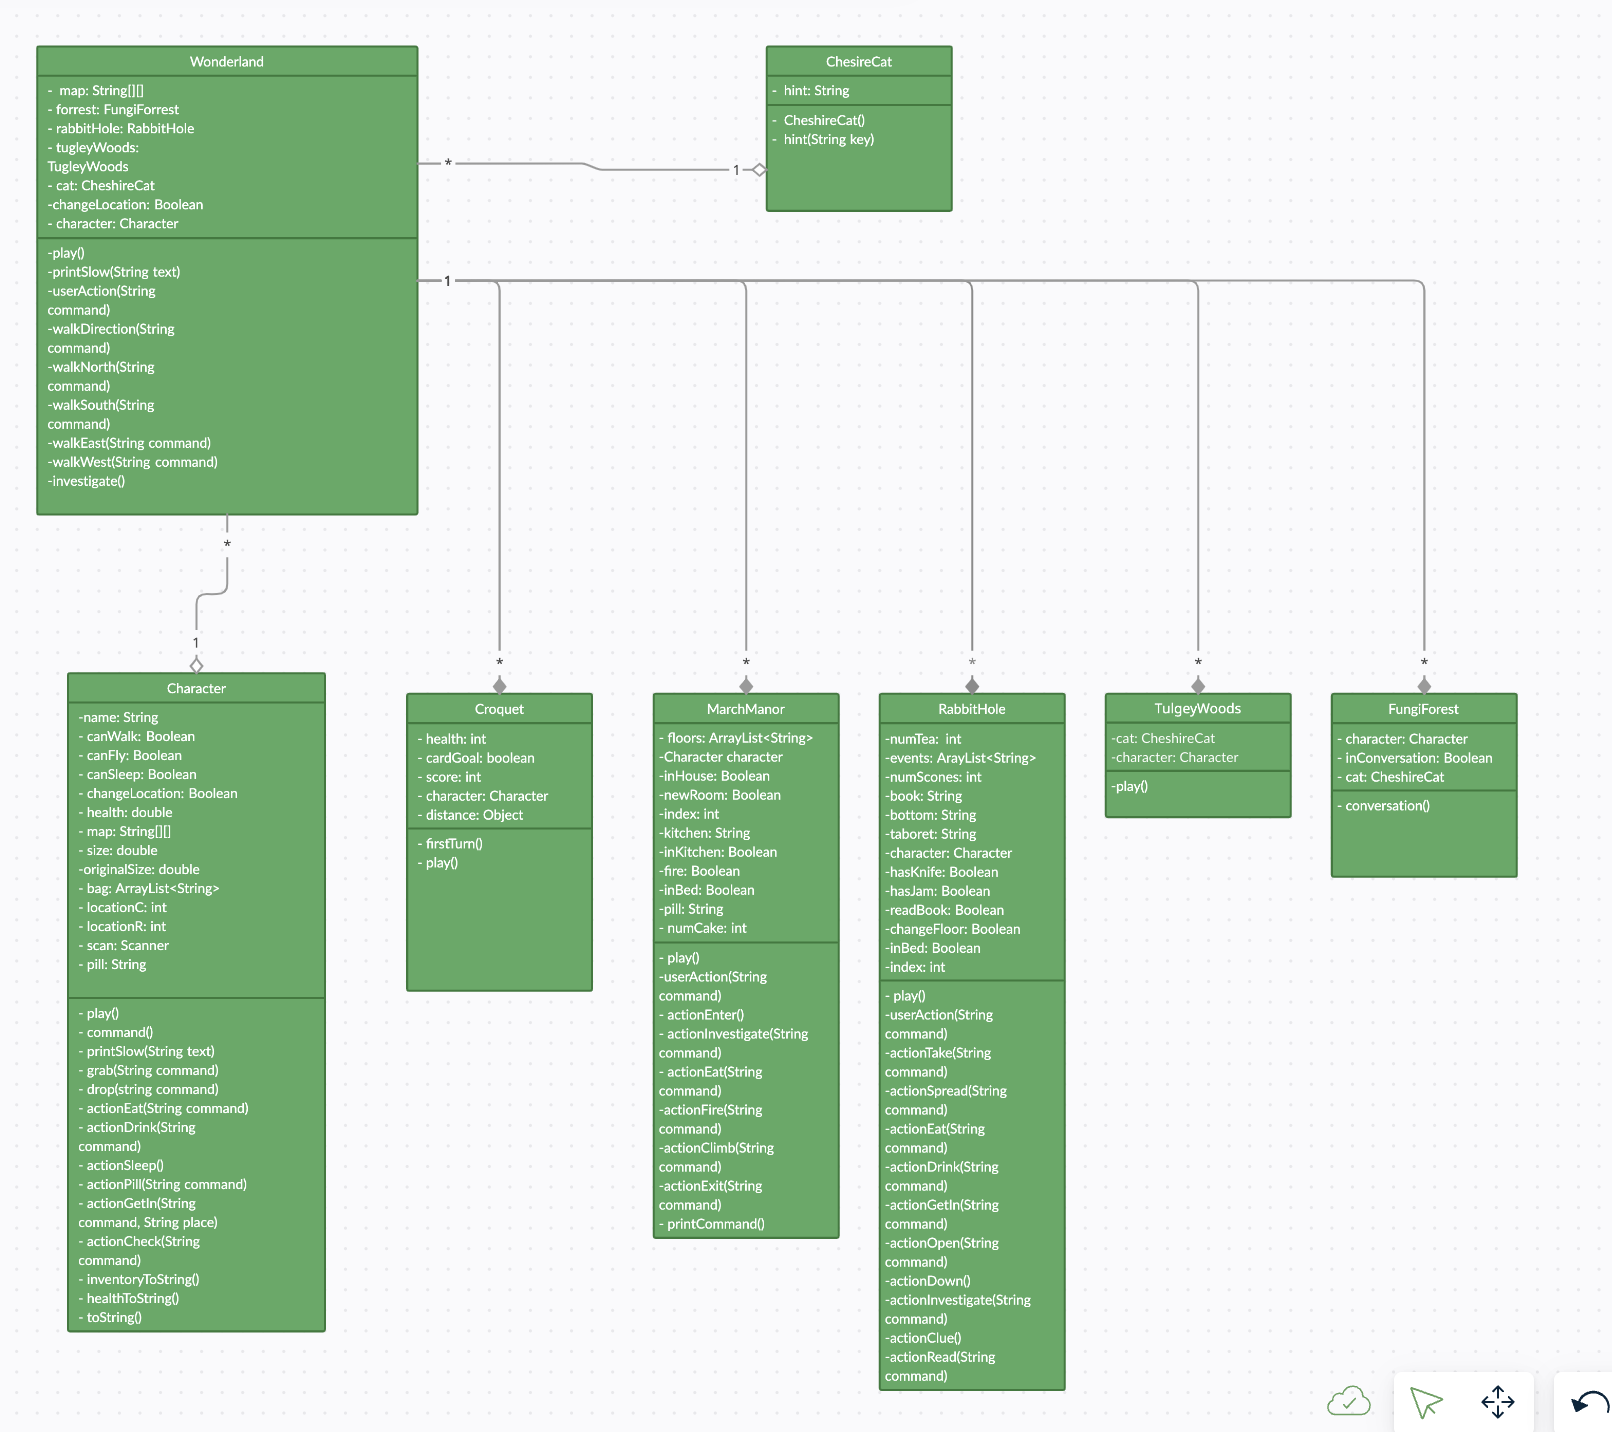 Wonderland
-  map: String[][]
- forrest: FungiForrest
- rabbitHole: RabbitHole
- tugleyWoods:
TugleyWoods
- cat: CheshireCat
-changeLocation: Boolean
- character: Character
-play()
-printSlow(String text)
-userAction(String
command)
-walkDirection(String
command)
-walkNorth(String
command)
-walkSouth(String
command)
-walkEast(String command)
-walkWest(String command)
-investigate()
ChesireCat
-  hint: String
-  CheshireCat()
-  hint(String key)
*
1
1
*
1
*
*
*
*
*
Character
-name: String
- canWalk: Boolean
- canFly: Boolean
- canSleep: Boolean
- changeLocation: Boolean
- health: double
- map: String[][]
- size: double
-originalSize: double
- bag: ArrayList<String>
- locationC: int
- locationR: int
- scan: Scanner
- pill: String
- play()
- command()
- printSlow(String text)
- grab(String command)
- drop(string command)
- actionEat(String command)
- actionDrink(String
command)
- actionSleep()
- actionPill(String command)
- actionGetIn(String
command, String place)
- actionCheck(String
command)
- inventoryToString()
- healthToString()
- toString()
Croquet
- health: int
- cardGoal: boolean
- score: int
- character: Character
- distance: Object
- firstTurn()
- play()
MarchManor
- floors: ArrayList<String>
-Character character
-inHouse: Boolean
-newRoom: Boolean
-index: int
-kitchen: String
-inKitchen: Boolean
-fire: Boolean
-inBed: Boolean
-pill: String
- numCake: int
- play()
-userAction(String
command)
- actionEnter()
- actionInvestigate(String
command)
- actionEat(String
command)
-actionFire(String
command)
-actionClimb(String
command)
-actionExit(String
command)
- printCommand()
RabbitHole
-numTea:  int
-events: ArayList<String>
-numScones: int
-book: String
-bottom: String
-taboret: String
-character: Character
-hasKnife: Boolean
-hasJam: Boolean
-readBook: Boolean
-changeFloor: Boolean
-inBed: Boolean
-index: int
- play()
-userAction(String
command)
-actionTake(String
command)
-actionSpread(String
command)
-actionEat(String
command)
-actionDrink(String
command)
-actionGetIn(String
command)
-actionOpen(String
command)
-actionDown()
-actionInvestigate(String
command)
-actionClue()
-actionRead(String
command)
TulgeyWoods
-cat: CheshireCat
-character: Character
-play()
FungiForest
- character: Character
- inConversation: Boolean
- cat: CheshireCat
- conversation()